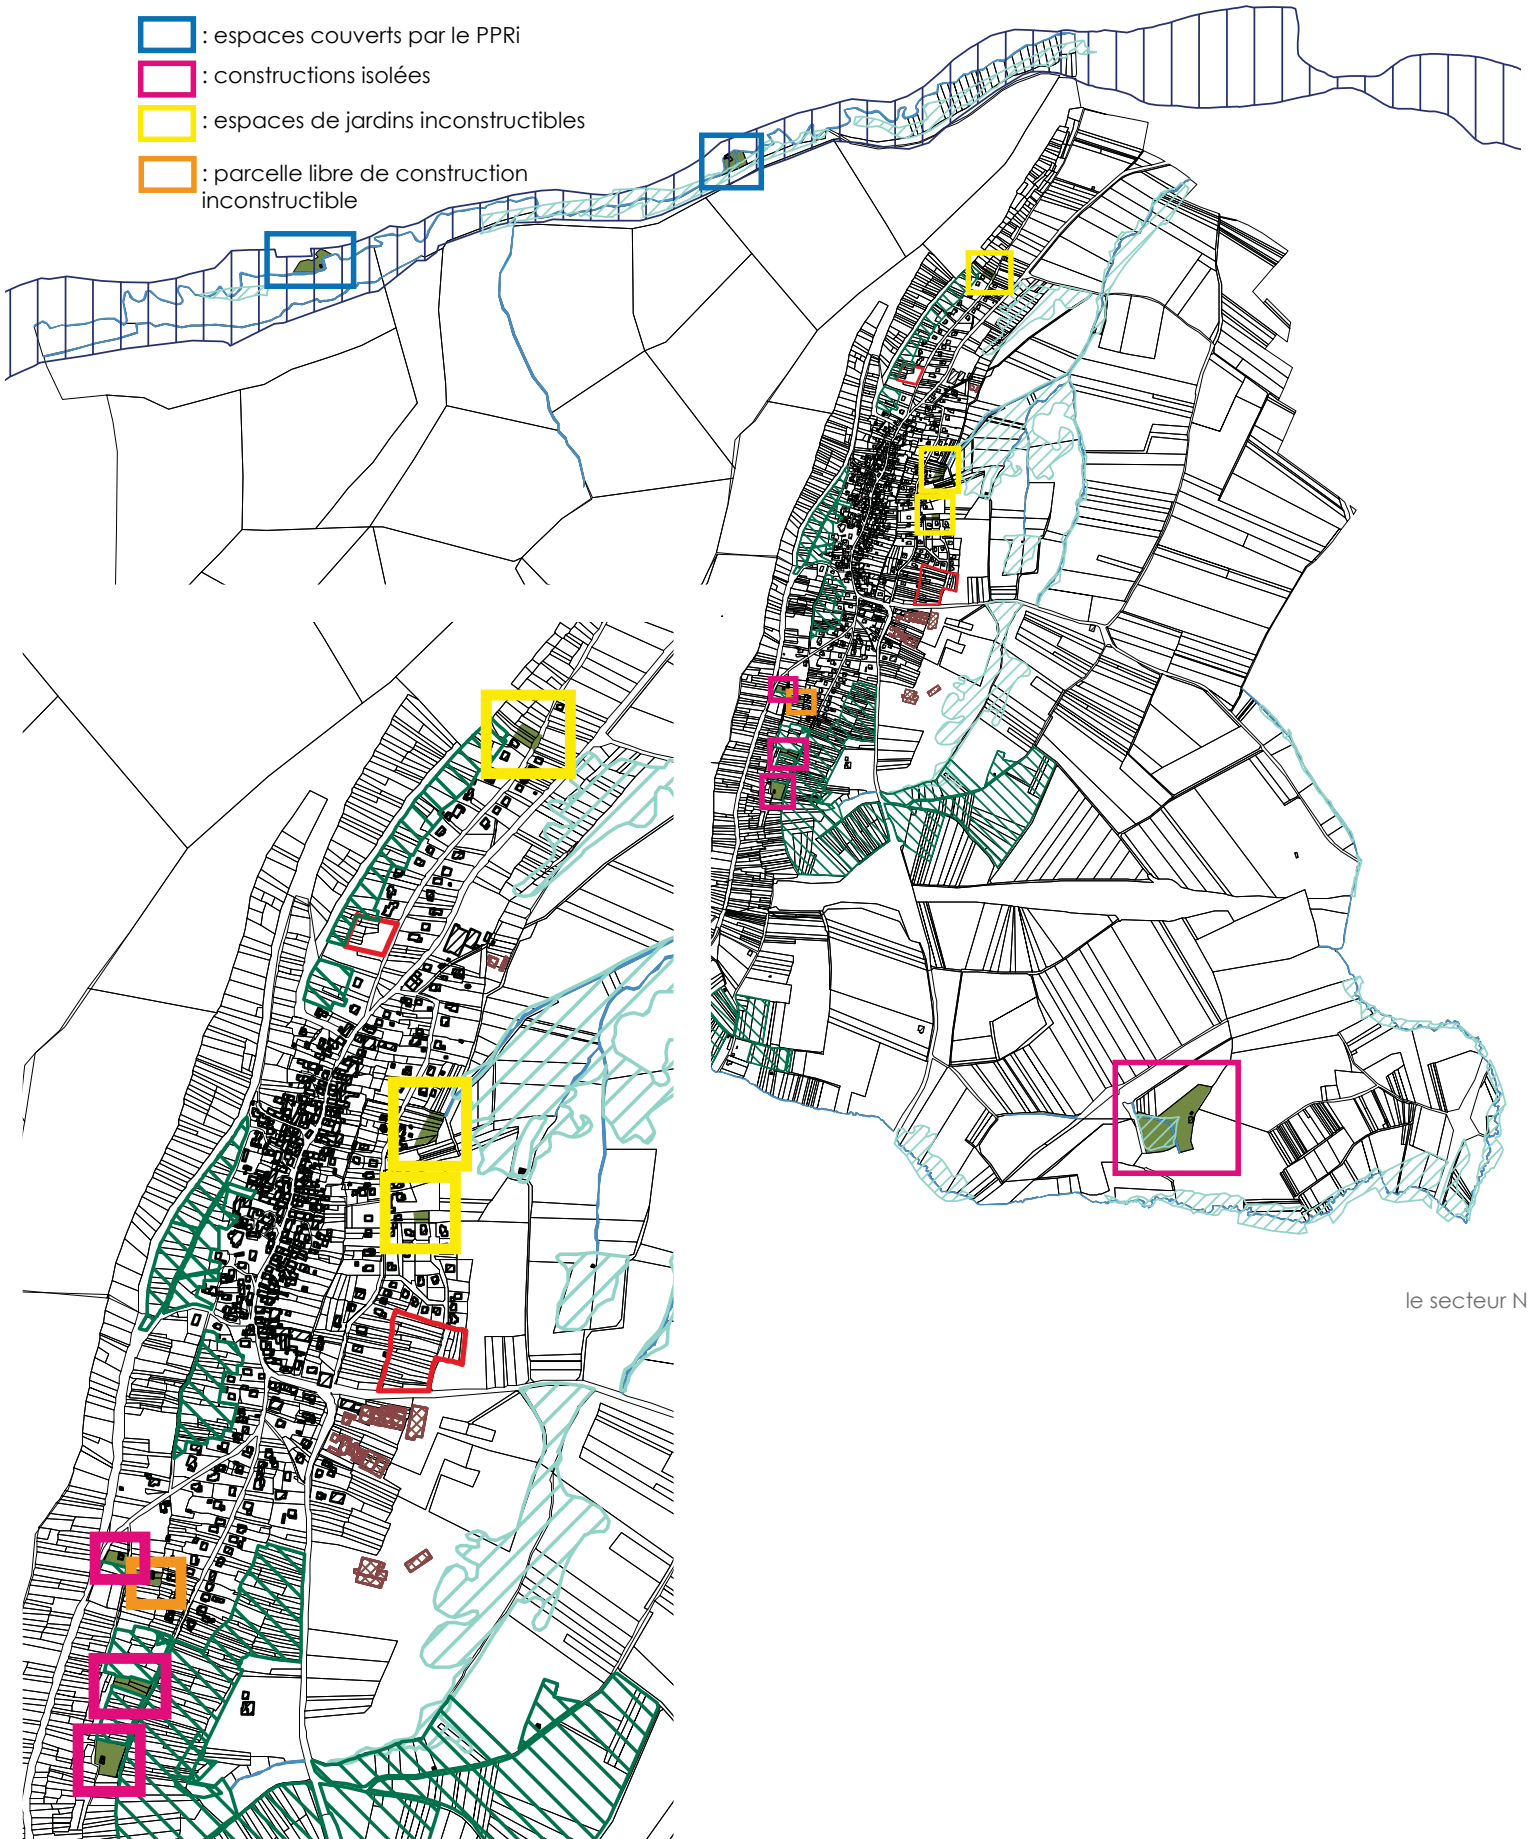 : espaces couverts par le PPRi
: constructions isolées
: espaces de jardins inconstructibles
: parcelle libre de construction
inconstructible
le secteur N